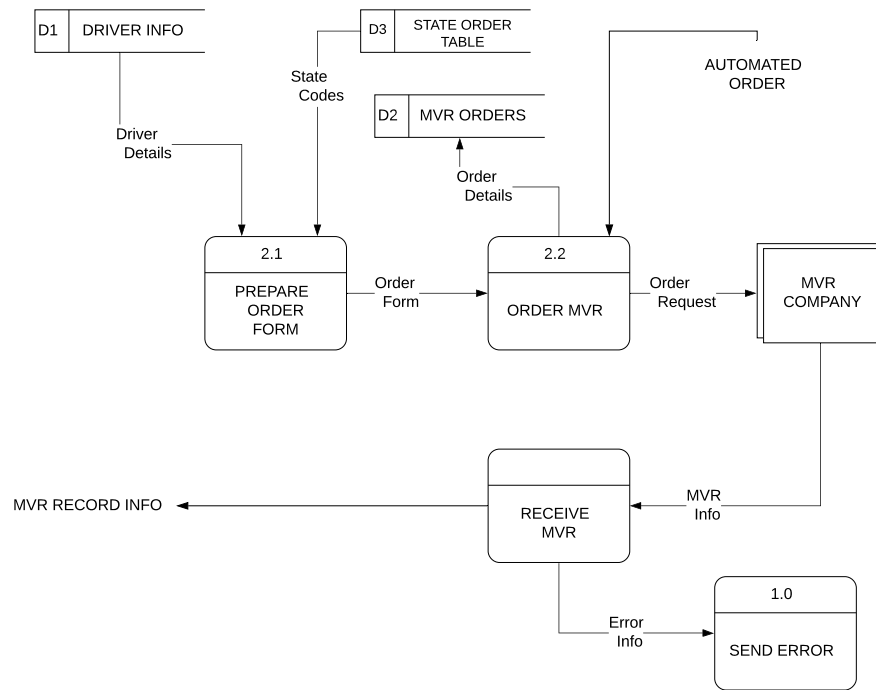 D1 DRIVER INFO
D3 STATE ORDER
TABLE
AUTOMATED
ORDER
State
Codes
D2 MVR ORDERS
Driver
Details
Order
Details
2.1
PREPARE
ORDER
FORM
Order
Form
2.2
ORDER MVR
Order
Request
MVR
COMPANY
MVR RECORD INFO
RECEIVE
MVR
MVR
Info
Error
Info
1.0
SEND ERROR